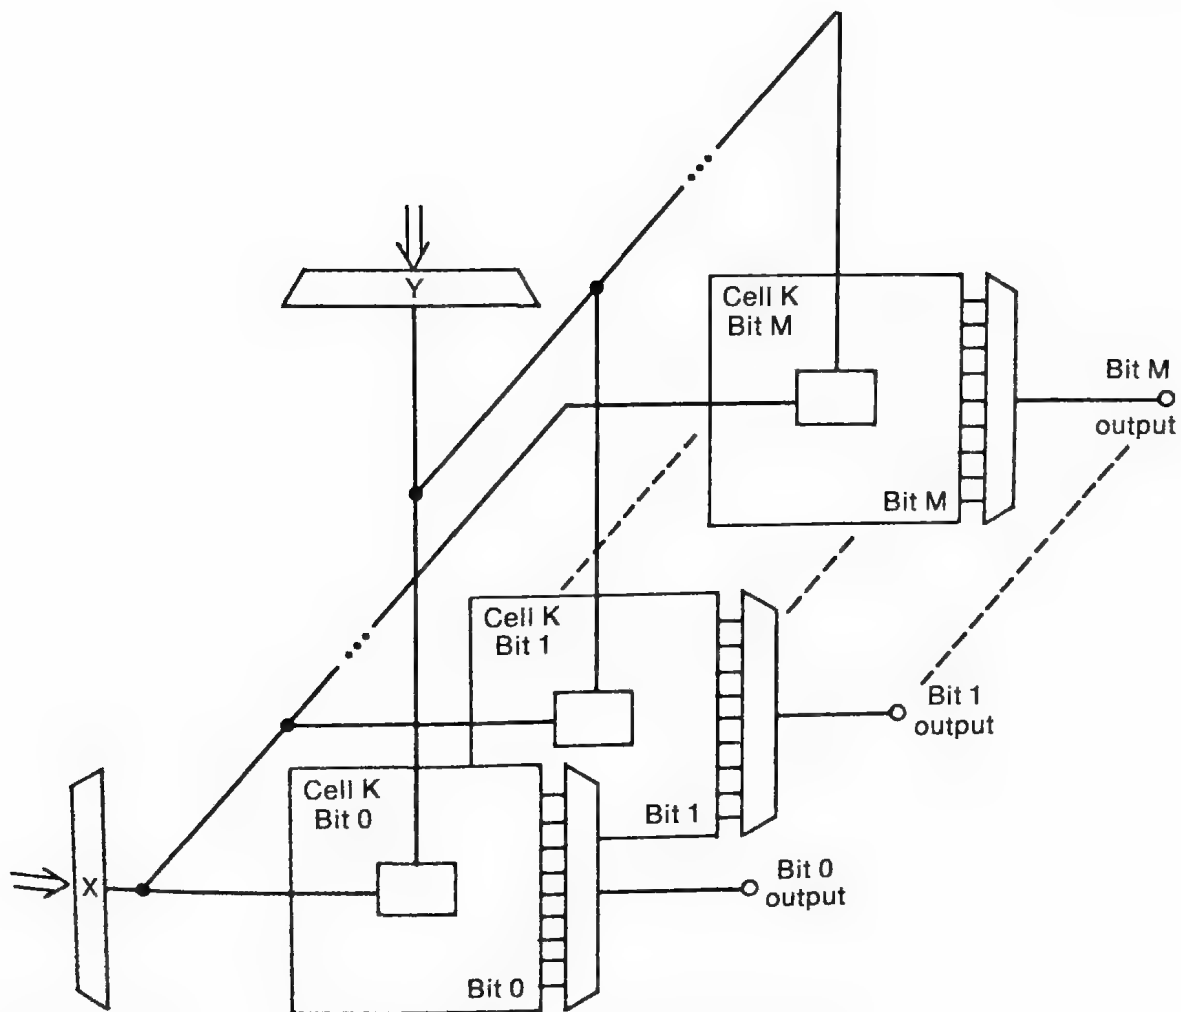 Y
Cell K
Bit M
Bit M
output
Bit M
Cell K
Bit 1
Bit 1
output
Bit 1
Cell K
Bit 0
X
Bit 0
output
Bit 0